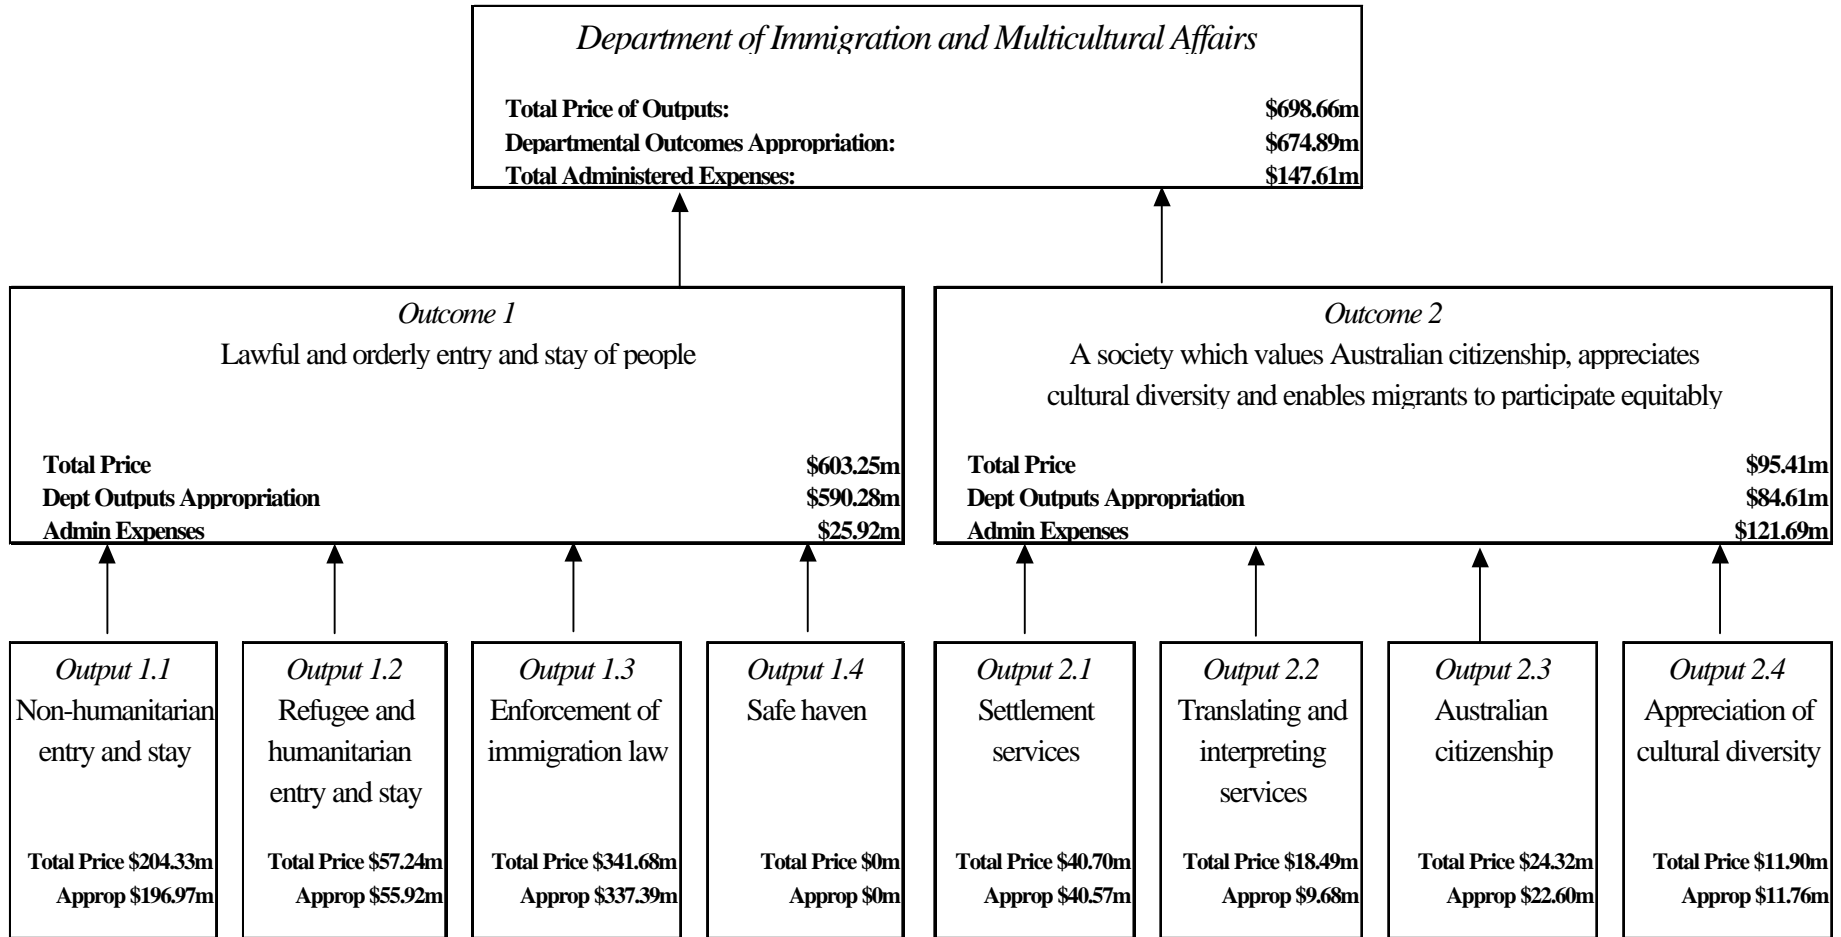 Department of Immigration and Multicultural Affairs
Total Price of Outputs: $698.66m
Departmental Outcomes Appropriation: $674.89m
Total Administered Expenses: $147.61m
Outcome 1
Lawful and orderly entry and stay of people
Total Price $603.25m
Dept Outputs Appropriation $590.28m
Admin Expenses $25.92m
Outcome 2
A society which values Australian citizenship, appreciates
cultural diversity and enables migrants to participate equitably
Total Price $95.41m
Dept Outputs Appropriation $84.61m
Admin Expenses $121.69m
Output 1.1
Non-humanitarian
entry and stay
Total Price $204.33m
Approp $196.97m
Output 1.2
Refugee and
humanitarian
entry and stay
Total Price $57.24m
Approp $55.92m
Output 1.3
Enforcement of
immigration law
Total Price $341.68m
Approp $337.39m
Output 1.4
Safe haven
Total Price $0m
Approp $0m
Output 2.1
Settlement
services
Total Price $40.70m
Approp $40.57m
Output 2.2
Translating and
interpreting
services
Total Price $18.49m
Approp $9.68m
Output 2.3
Australian
citizenship
Total Price $24.32m
Approp $22.60m
Output 2.4
Appreciation of
cultural diversity
Total Price $11.90m
Approp $11.76m